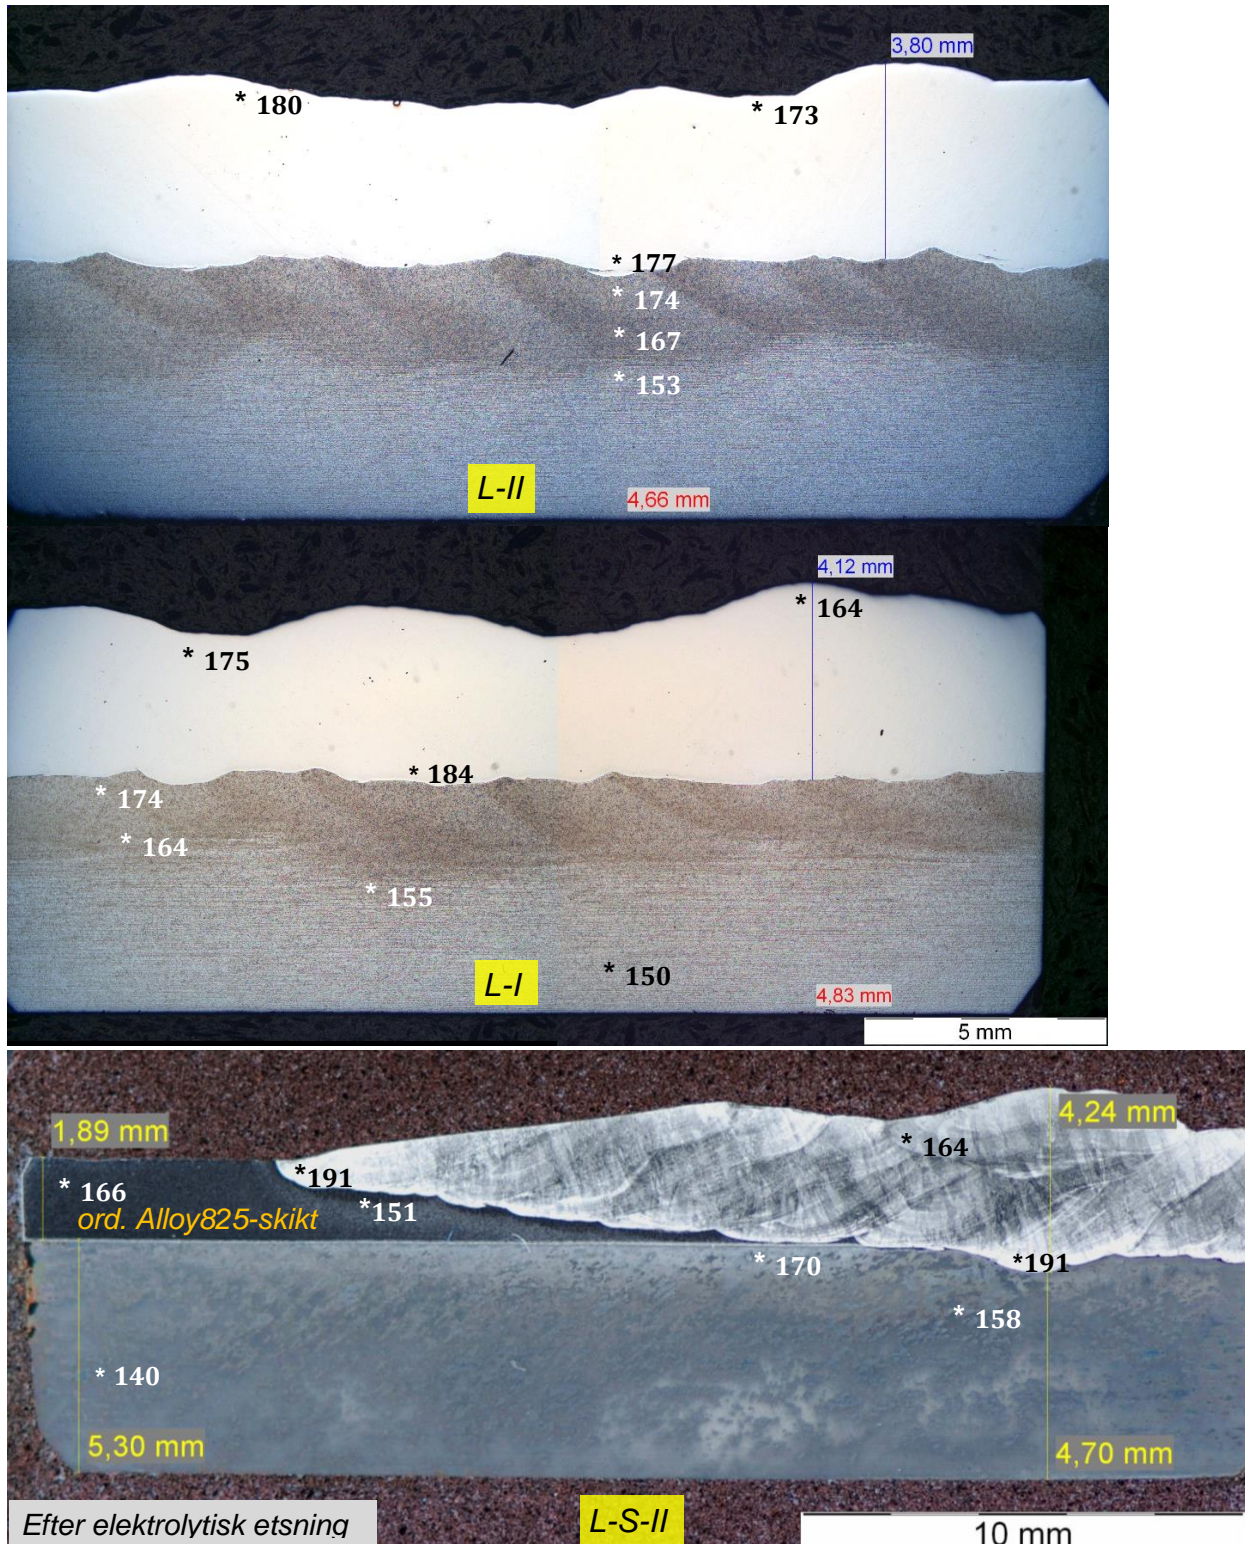 3,80 mm
* 180
* 173
* 177
* 174
* 167
* 153
L-II
4,66 mm
4,12 mm
* 164
* 175
* 184
* 174
* 164
* 155
* 150
L-I
4,83 mm
5 mm
1,89 mm
4,24 mm
* 164
*191
* 166
*151
ord. Alloy825-skikt
* 170
*191
* 158
* 140
5,30 mm
4,70 mm
Efter elektrolytisk etsning
L-S-II
10 mm